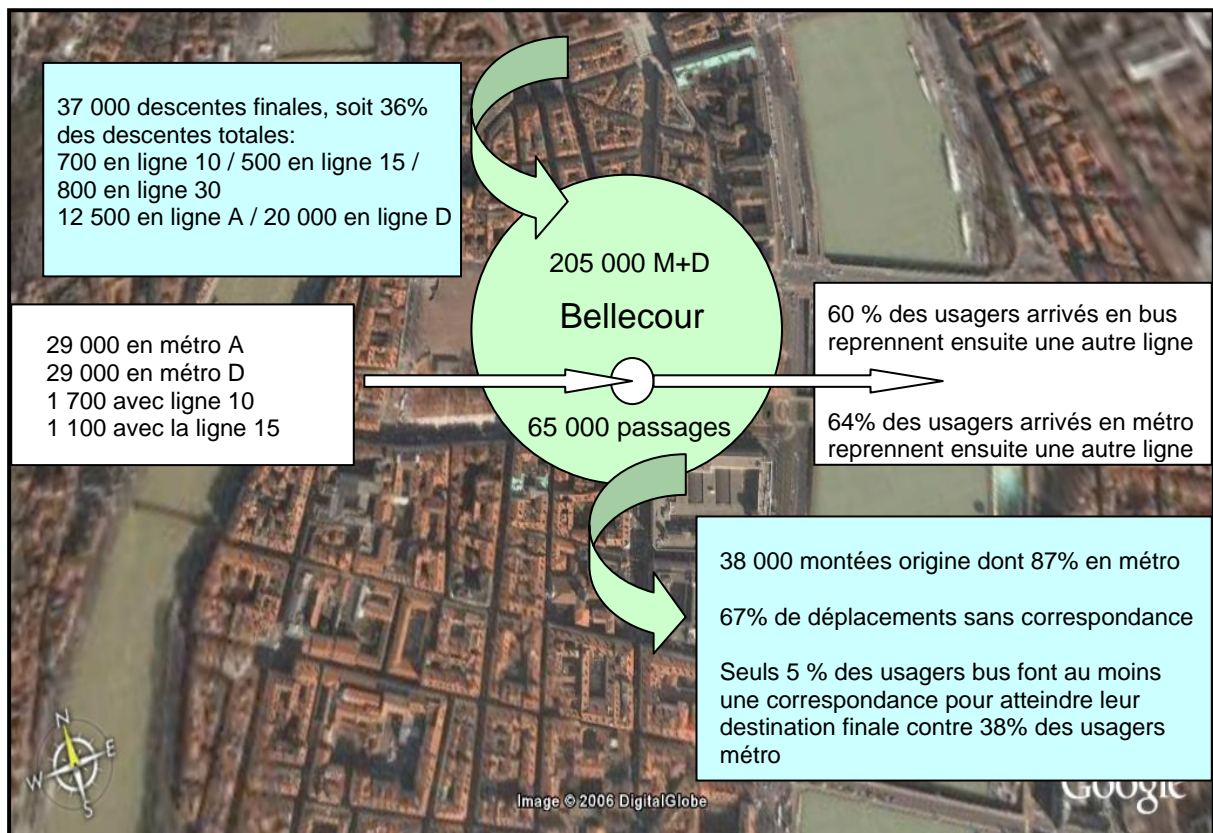 37 000 descentes finales, soit 36%
des descentes totales:
700 en ligne 10 / 500 en ligne 15 /
800 en ligne 30
12 500 en ligne A / 20 000 en ligne D
205 000 M+D
Bellecour
65 000 passages
29 000 en métro A
29 000 en métro D
1 700 avec ligne 10
1 100 avec la ligne 15
60 % des usagers arrivés en bus
reprennent ensuite une autre ligne
64% des usagers arrivés en métro
reprennent ensuite une autre ligne
38 000 montées origine dont 87% en métro
67% de déplacements sans correspondance
Seuls 5 % des usagers bus font au moins
une correspondance pour atteindre leur
destination finale contre 38% des usagers
métro
N
E
W
S
Image © 2006 DigitalGlobe
Google